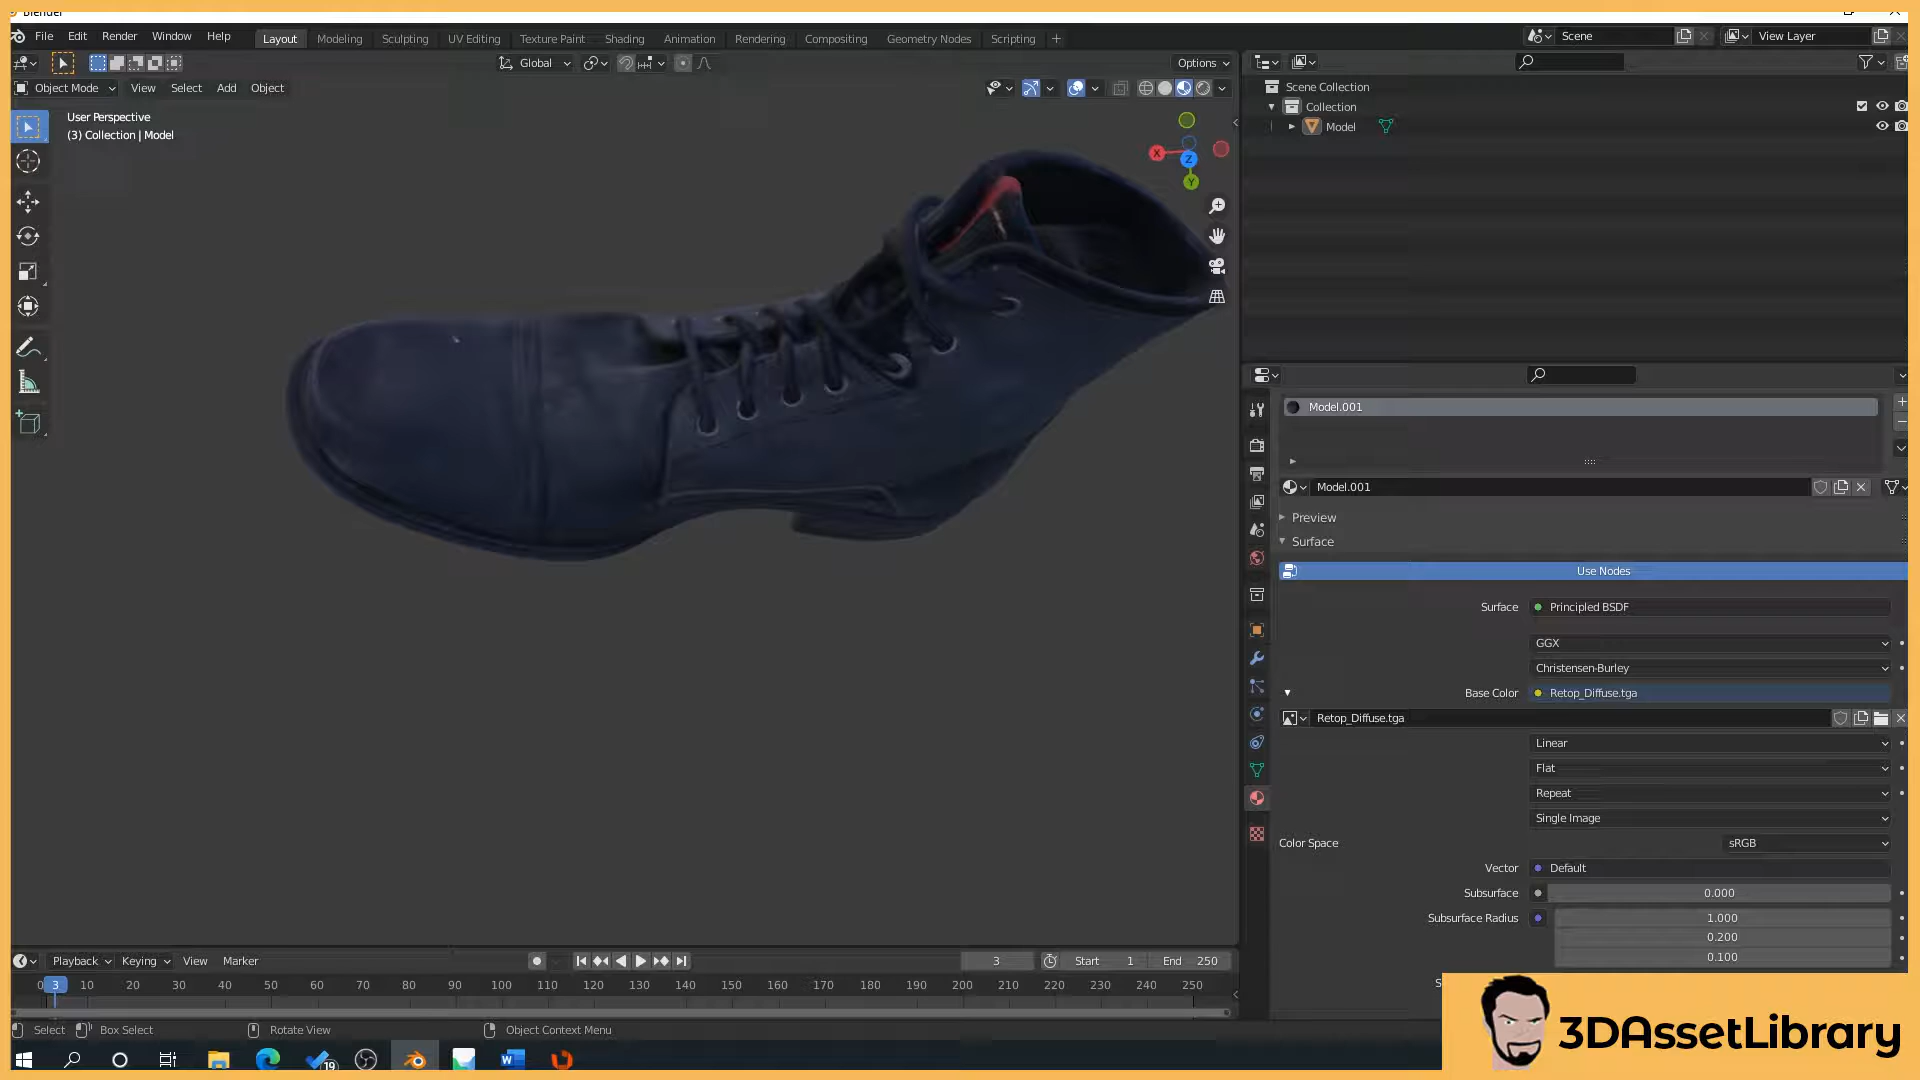 Blender
File Edit Render Window Help
Layout Modeling Sculpting UV Editing Texture Paint Shading Animation Rendering Compositing Geometry Nodes Scripting +
Scene
View Layer
Global
Options
Object Mode View Select Add Object
User Perspective
(3) Collection | Model
X
Z
Y
Scene Collection
Collection
Model
Model.001
Model.001
Preview
Surface
Use Nodes
Surface Principled BSDF
GGX
Christensen-Burley
Base Color Retop_Diffuse.tga
Retop_Diffuse.tga
Linear
Flat
Repeat
Single Image
Color Space sRGB
Vector Default
Subsurface 0.000
Subsurface Radius 1.000
0.200
0.100
Playback Keying View Marker
3 Start 1 End 250
0 3 10 20 30 40 50 60 70 80 90 100 110 120 130 140 150 160 170 180 190 200 210 220 230 240 250
Select Box Select Rotate View Object Context Menu
19
W
3DAssetLibrary